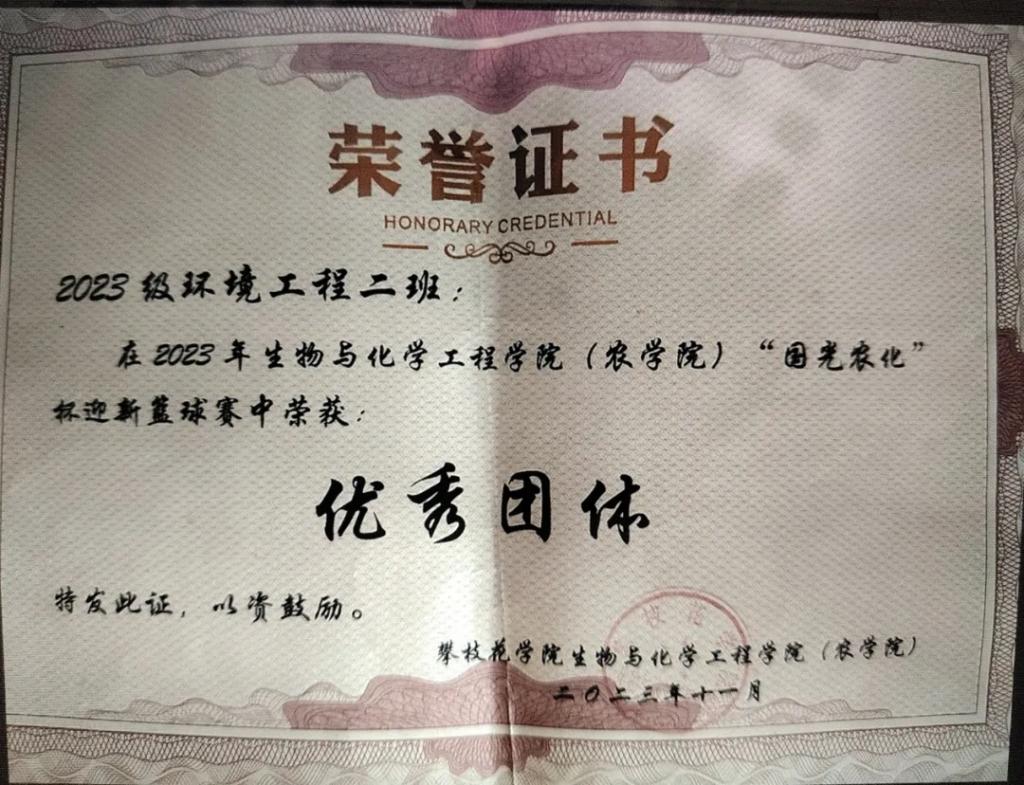 荣誉证书
HONORARY CREDENTIAL
2023级环境工程二班：
在2023年生物与化学工程学院（农学院）“国光农化”
杯迎新篮球赛中荣获：
优秀团体
特发此证，以资鼓励。
攀枝花学院生物与化学工程学院（农学院）
二〇二三年十一月